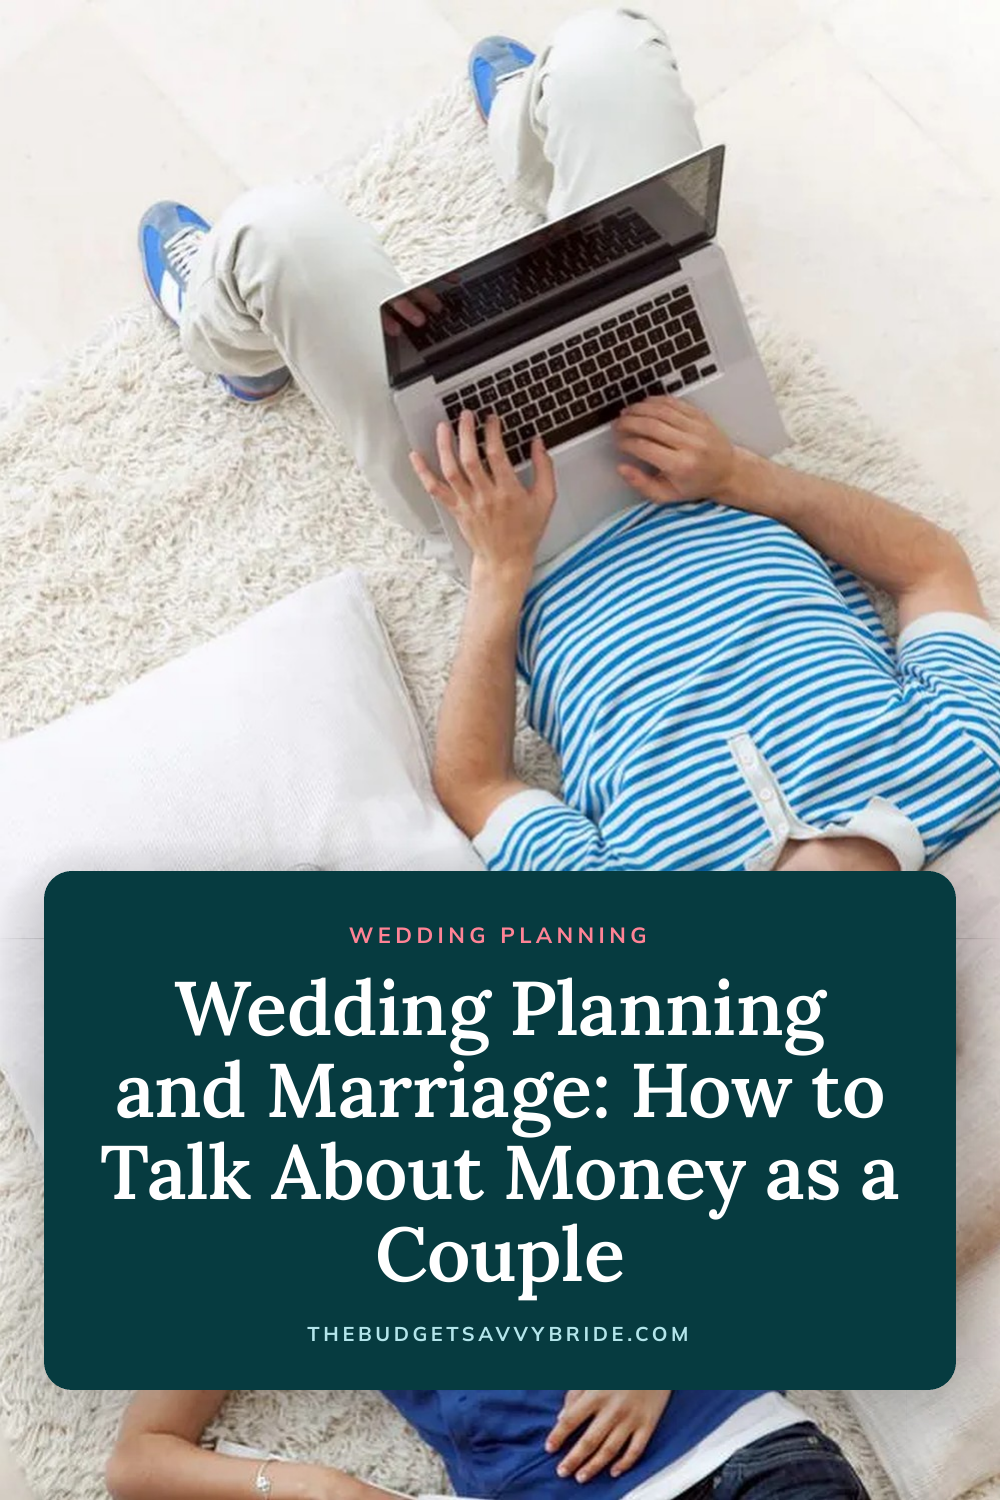 WEDDING PLANNING
Wedding Planning
and Marriage: How to
Talk About Money as a
Couple
THEBUDGETSAVVYBRIDE.COM